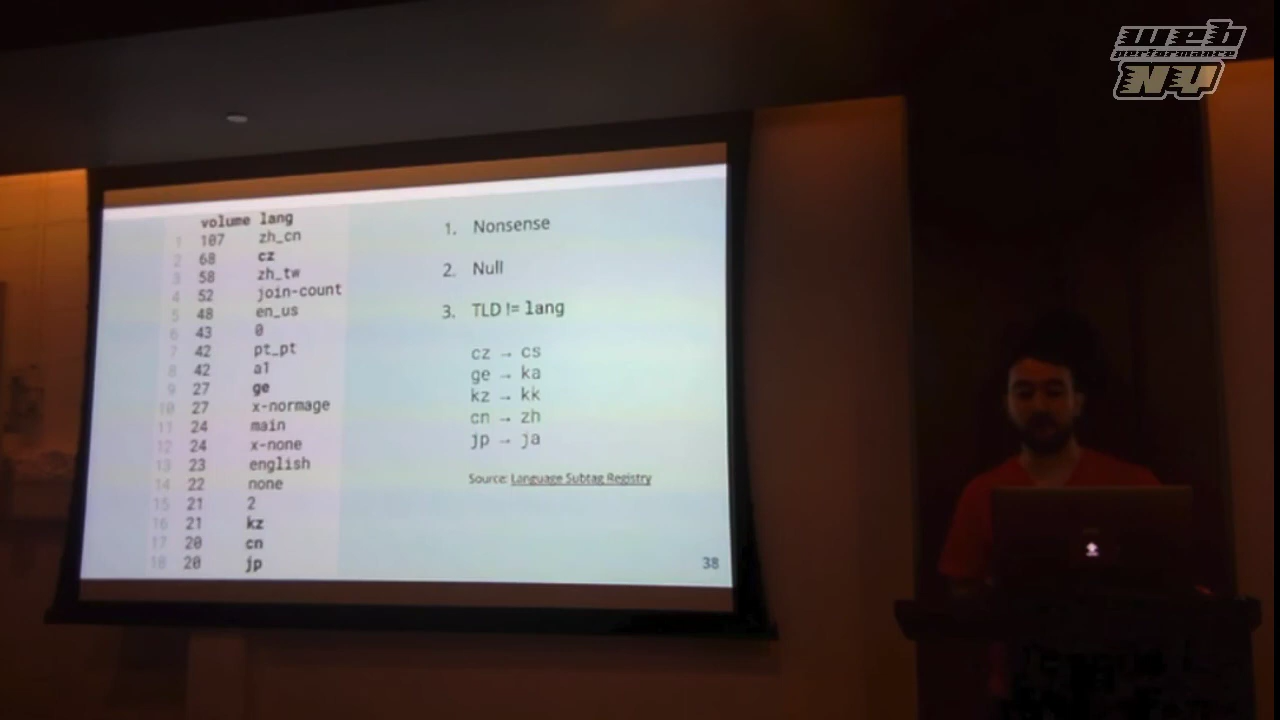 web
performance
NY
volume lang
1 107 zh_cn
2 68 cz
3 58 zh_tw
4 52 join-count
5 48 en_us
6 43 0
7 42 pt_pt
8 42 a1
9 27 ge
10 27 x-normage
11 24 main
12 24 x-none
13 23 english
14 22 none
15 21 2
16 21 kz
17 20 cn
18 20 jp
1. Nonsense
2. Null
3. TLD != lang
cz → cs
ge → ka
kz → kk
cn → zh
jp → ja
Source: Language Subtag Registry
38